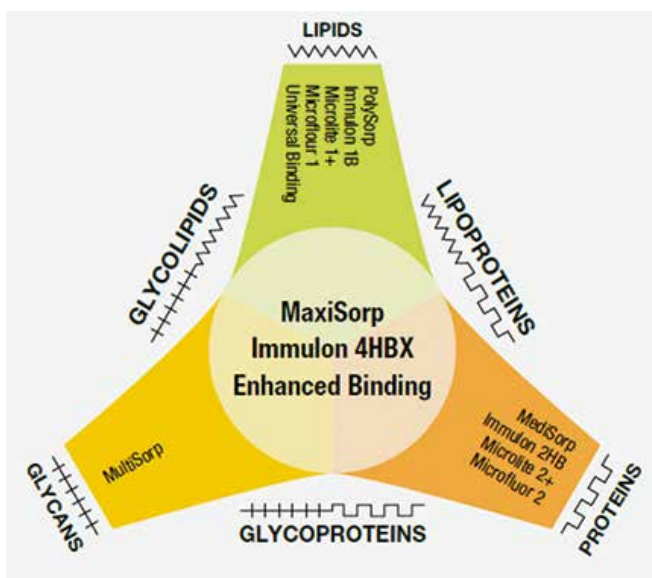 LIPIDS
PolySorp
Immulon 1B
Microlite 1+
Microflour 1
Universal Binding
GLYCOLIPIDS
LIPOPROTEINS
MaxiSorp
Immulon 4HBX
Enhanced Binding
MultiSorp
MediSorp
Immulon 2HB
Microlite 2+
Microfluor 2
GLYCANS
GLYCOPROTEINS
PROTEINS